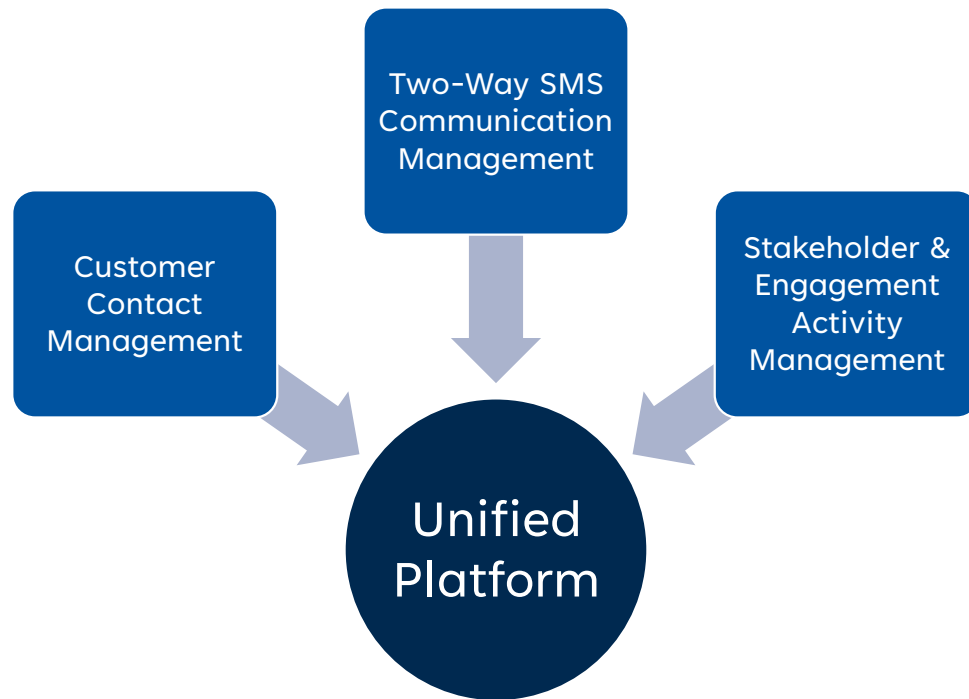 Two-Way SMS
Communication
Management
Customer
Contact
Management
Stakeholder &
Engagement
Activity
Management
Unified
Platform